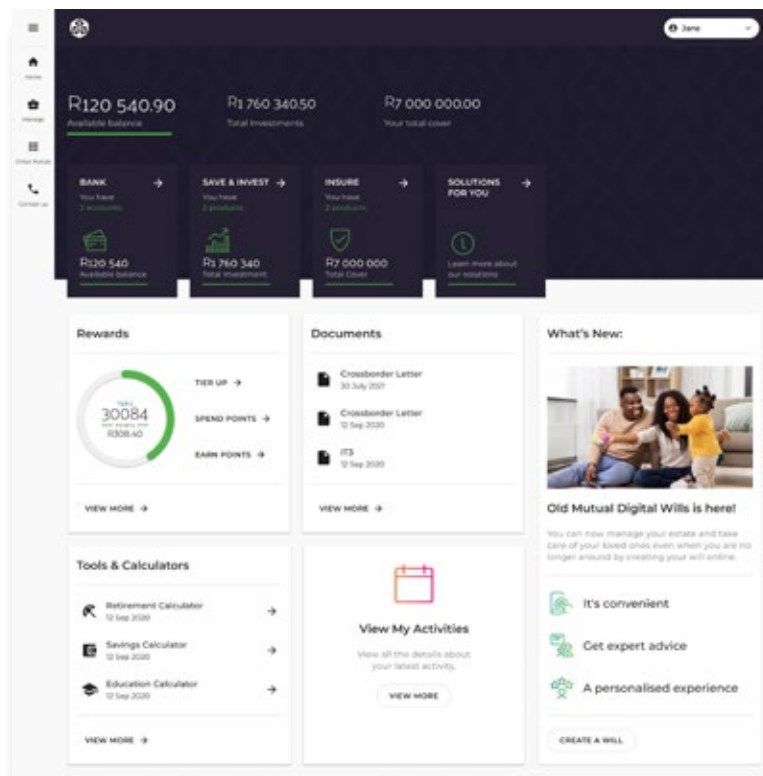 Jane
Home
Manage
Other Portals
Contact us
R120 540.90
Available balance
R1 760 340.50
Total Investments
R7 000 000.00
Your total cover
BANK
You have
2 accounts
R120 540
Available balance
SAVE & INVEST
You have
2 products
R1 760 340
Total Investment
INSURE
You have
2 products
R7 000 000
Total Cover
SOLUTIONS
FOR YOU
Learn more about
our solutions
Rewards
30084
POINTS
R308.40
TIER UP
SPEND POINTS
EARN POINTS
VIEW MORE
Documents
Crossborder Letter
30 July 2021
Crossborder Letter
12 Sep 2020
IT3
12 Sep 2020
VIEW MORE
What's New:
Old Mutual Digital Wills is here!
You can now manage your estate and take
care of your loved ones even when you are no
longer around by creating your will online.
It's convenient
Get expert advice
A personalised experience
CREATE A WILL
Tools & Calculators
Retirement Calculator
12 Sep 2020
Savings Calculator
12 Sep 2020
Education Calculator
12 Sep 2020
VIEW MORE
View My Activities
View all the details about
your latest activity.
VIEW MORE